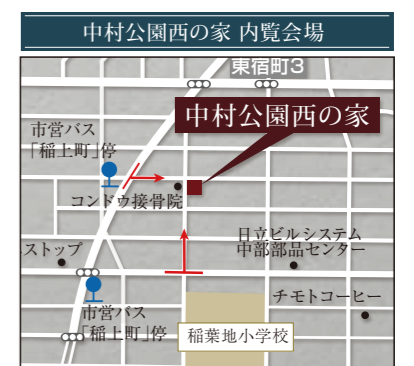 中村公園西の家 内覧会場
東宿町3
中村公園西の家
市営バス
「稲上町」停
コンドウ接骨院
日立ビルシステム
中部部品センター
ストップ
チモトコーヒー
市営バス
「稲上町」停
稲葉地小学校